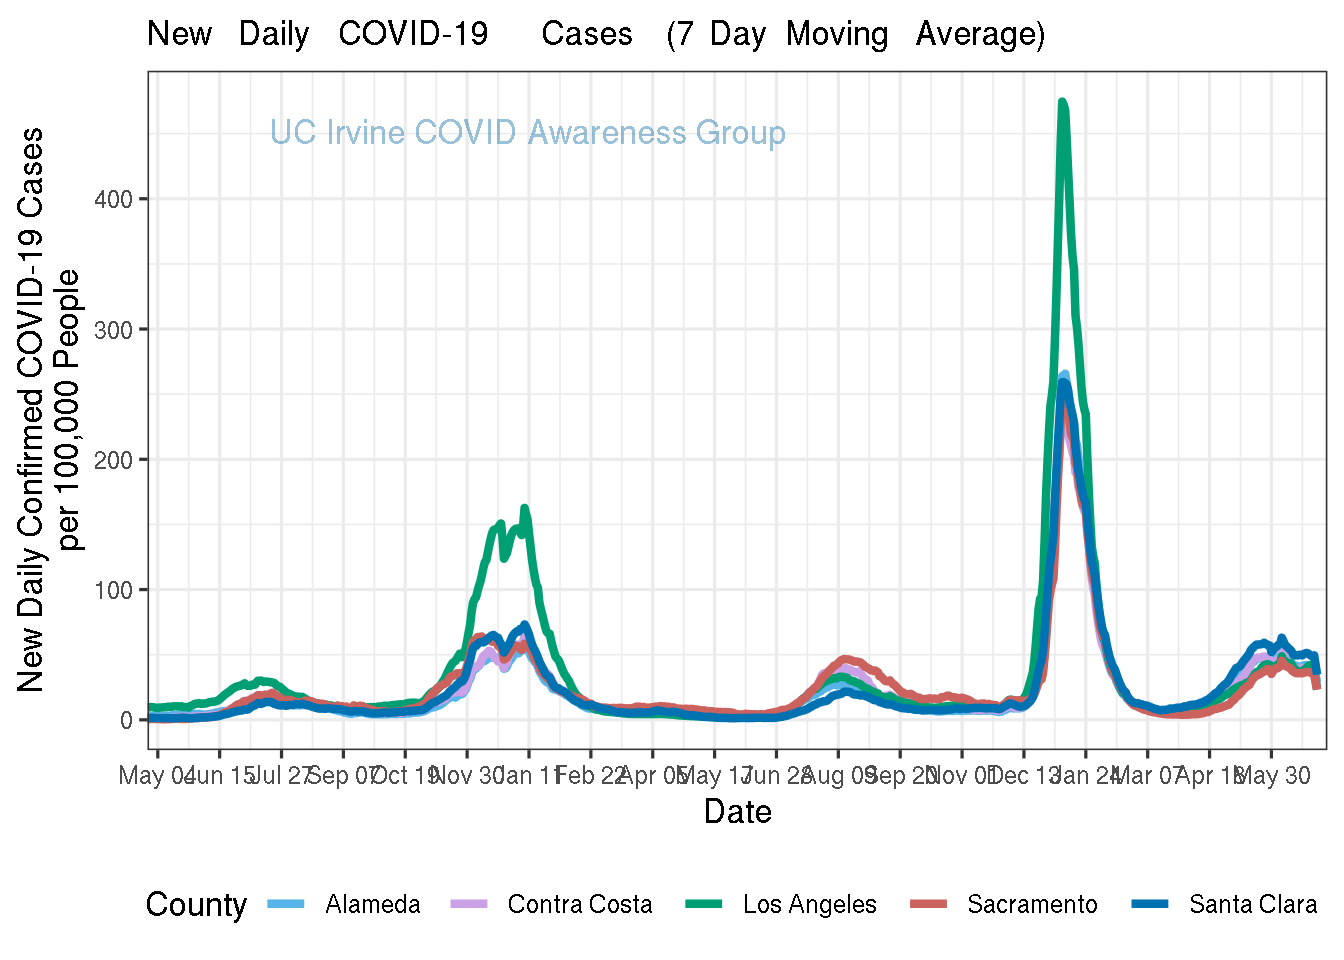 New Daily COVID-19 Cases (7 Day Moving Average)
UC Irvine COVID Awareness Group
New Daily Confirmed COVID-19 Cases
per 100,000 People
400
300
200
100
0
May 04 Jun 15 Jul 27 Sep 07 Oct 19 Nov 30 Jan 11 Feb 22 Apr 05 May 17 Jun 28 Aug 09 Sep 20 Nov 01 Dec 13 Jan 24 Mar 07 Apr 18 May 30
Date
County Alameda Contra Costa Los Angeles Sacramento Santa Clara